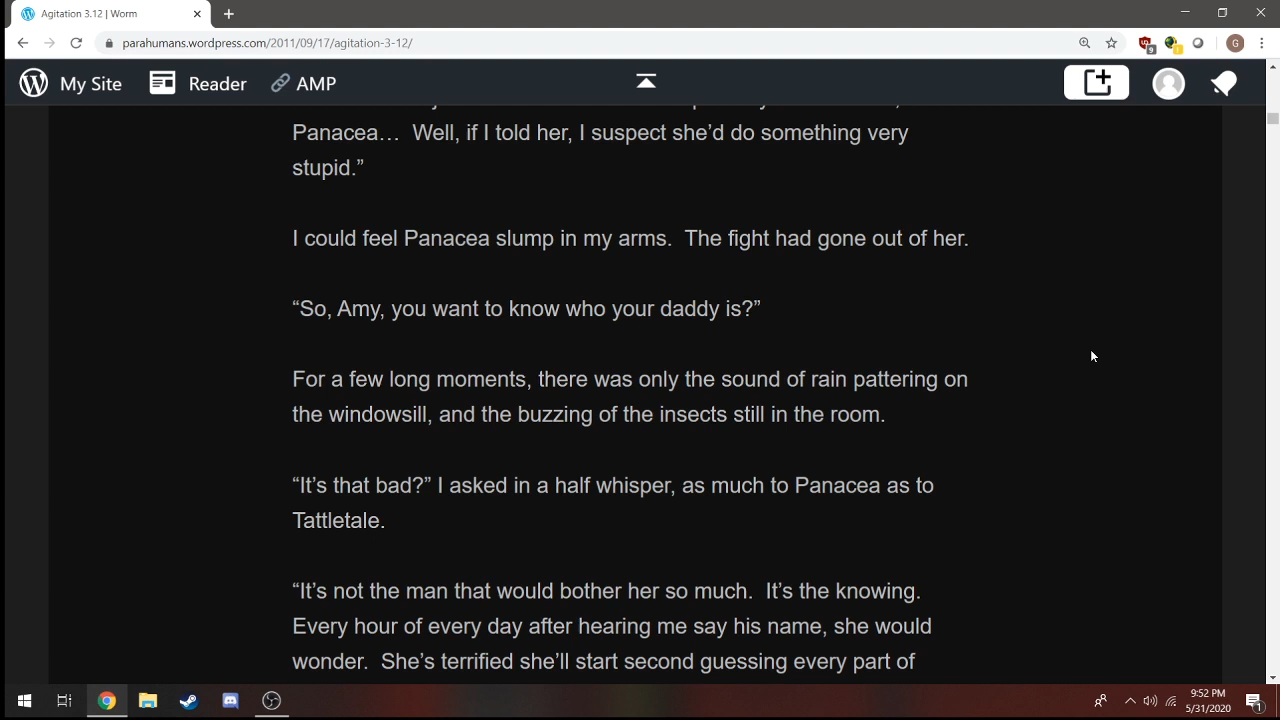 Agitation 3.12 | Worm
parahumans.wordpress.com/2011/09/17/agitation-3-12/
9
G
My Site Reader AMP
Panacea… Well, if I told her, I suspect she’d do something very
stupid.”
I could feel Panacea slump in my arms. The fight had gone out of her.
“So, Amy, you want to know who your daddy is?”
For a few long moments, there was only the sound of rain pattering on
the windowsill, and the buzzing of the insects still in the room.
“It’s that bad?” I asked in a half whisper, as much to Panacea as to
Tattletale.
“It’s not the man that would bother her so much. It’s the knowing.
Every hour of every day after hearing me say his name, she would
wonder. She’s terrified she’ll start second guessing every part of
9:52 PM
5/31/2020
1